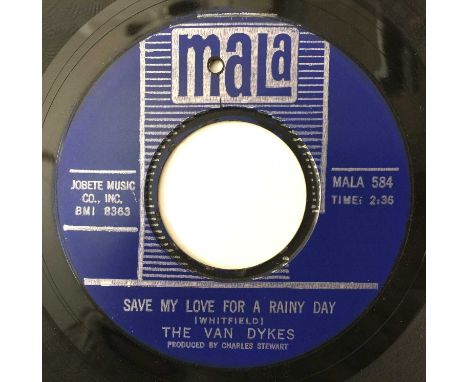 mala
JOBETE MUSIC
CO., INC.
BMI 8363
MALA 584
TIME: 2:36
SAVE MY LOVE FOR A RAINY DAY
[WHITFIELD]
THE VAN DYKES
PRODUCED BY CHARLES STEWART